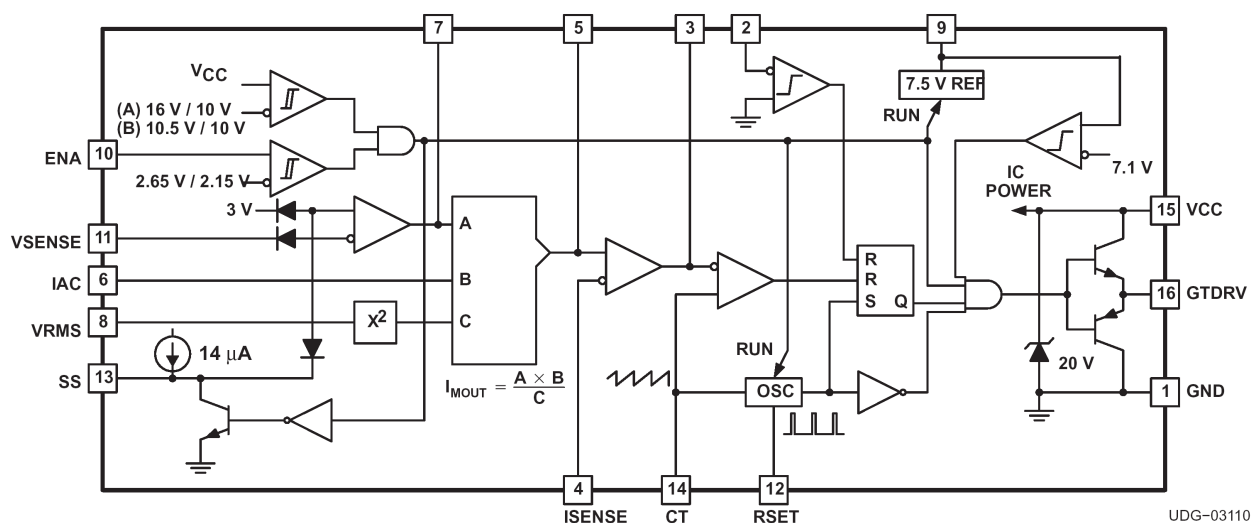 7
5
3
2
9
VCC
(A) 16 V / 10 V
(B) 10.5 V / 10 V
7.5 V REF
RUN
10
ENA
2.65 V / 2.15 V
7.1 V
IC
POWER
3 V
15
VCC
11
VSENSE
A
6
IAC
B
R
R
S Q
16
GTDRV
8
VRMS
X²
C
14 µA
RUN
20 V
13
SS
I_MOUT = A × B / C
OSC
1
GND
4
ISENSE
14
CT
12
RSET
UDG−03110